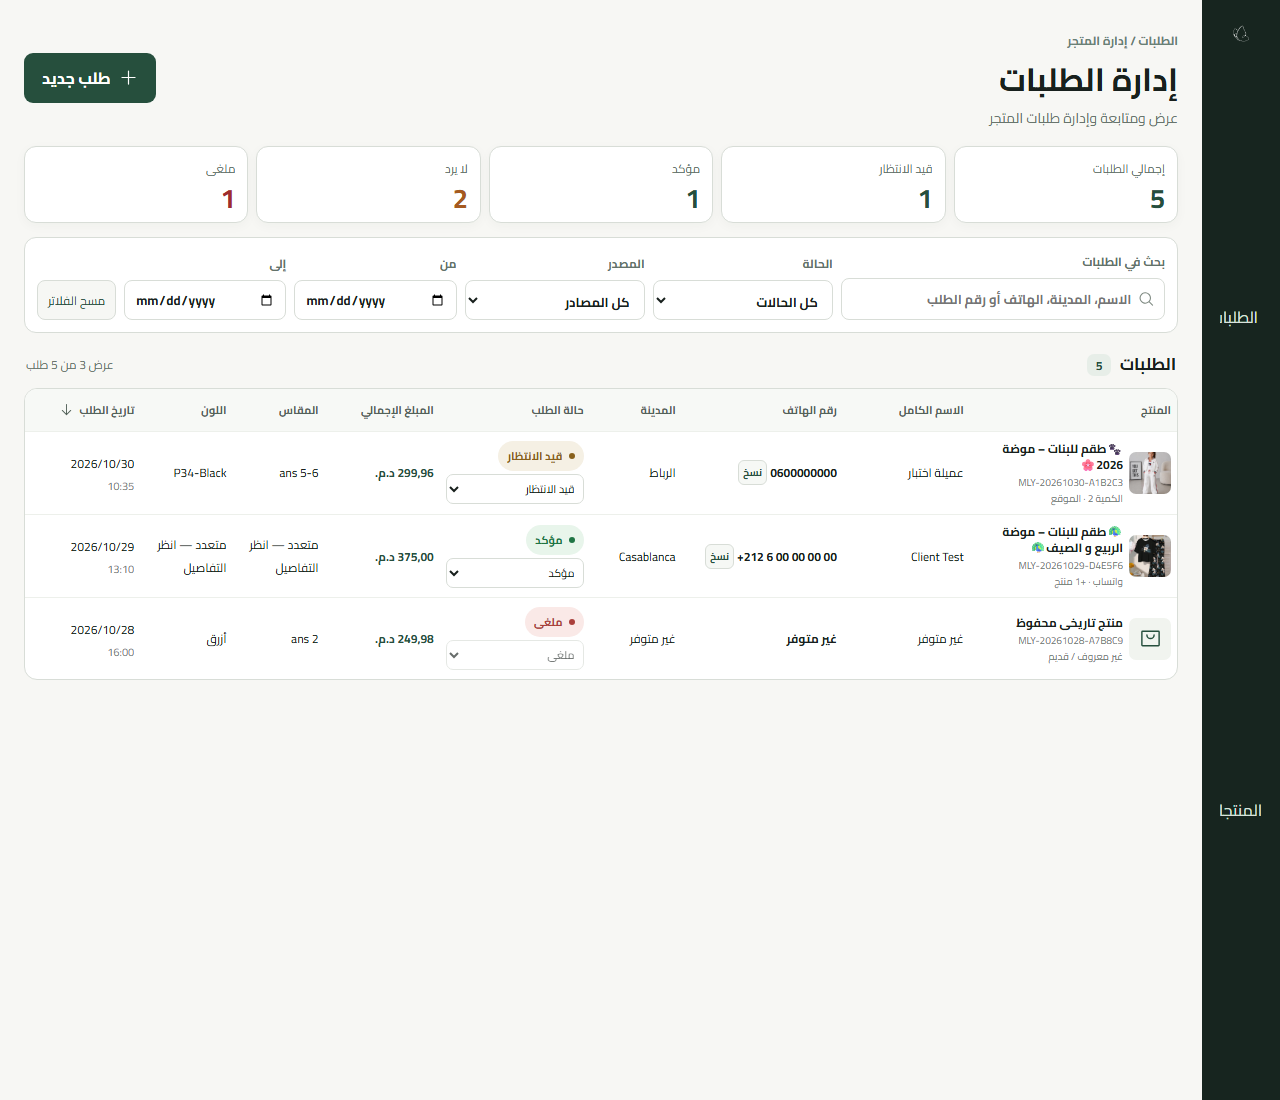 الطلبات / إدارة المتجر
إدارة الطلبات
عرض ومتابعة وإدارة طلبات المتجر
طلب جديد
إجمالي الطلبات
5
قيد الانتظار
1
مؤكد
1
لا يرد
2
ملغى
1
بحث في الطلبات
الاسم، المدينة، الهاتف أو رقم الطلب
الحالة
كل الحالات
المصدر
كل المصادر
من
mm/dd/yyyy
إلى
mm/dd/yyyy
مسح الفلاتر
الطلبات 5
عرض 3 من 5 طلب
المنتج الاسم الكامل رقم الهاتف المدينة حالة الطلب المبلغ الإجمالي المقاس اللون تاريخ الطلب
🐾 طقم للبنات – موضة
2026 🌸
MLY-20261030-A1B2C3
الكمية 2 · الموقع
عميلة اختبار
0600000000 نسخ
الرباط
قيد الانتظار
قيد الانتظار
299,96 د.م.
5-6 ans
P34-Black
2026/10/30
10:35
طقم للبنات – موضة
الربيع و الصيف
MLY-20261029-D4E5F6
واتساب · +1 منتج
Client Test
+212 6 00 00 00 00 نسخ
Casablanca
مؤكد
مؤكد
375,00 د.م.
متعدد — انظر
التفاصيل
متعدد — انظر
التفاصيل
2026/10/29
13:10
منتج تاريخي محفوظ
MLY-20261028-A7B8C9
غير معروف / قديم
غير متوفر
غير متوفر
غير متوفر
ملغى
ملغى
249,98 د.م.
2 ans
أزرق
2026/10/28
16:00